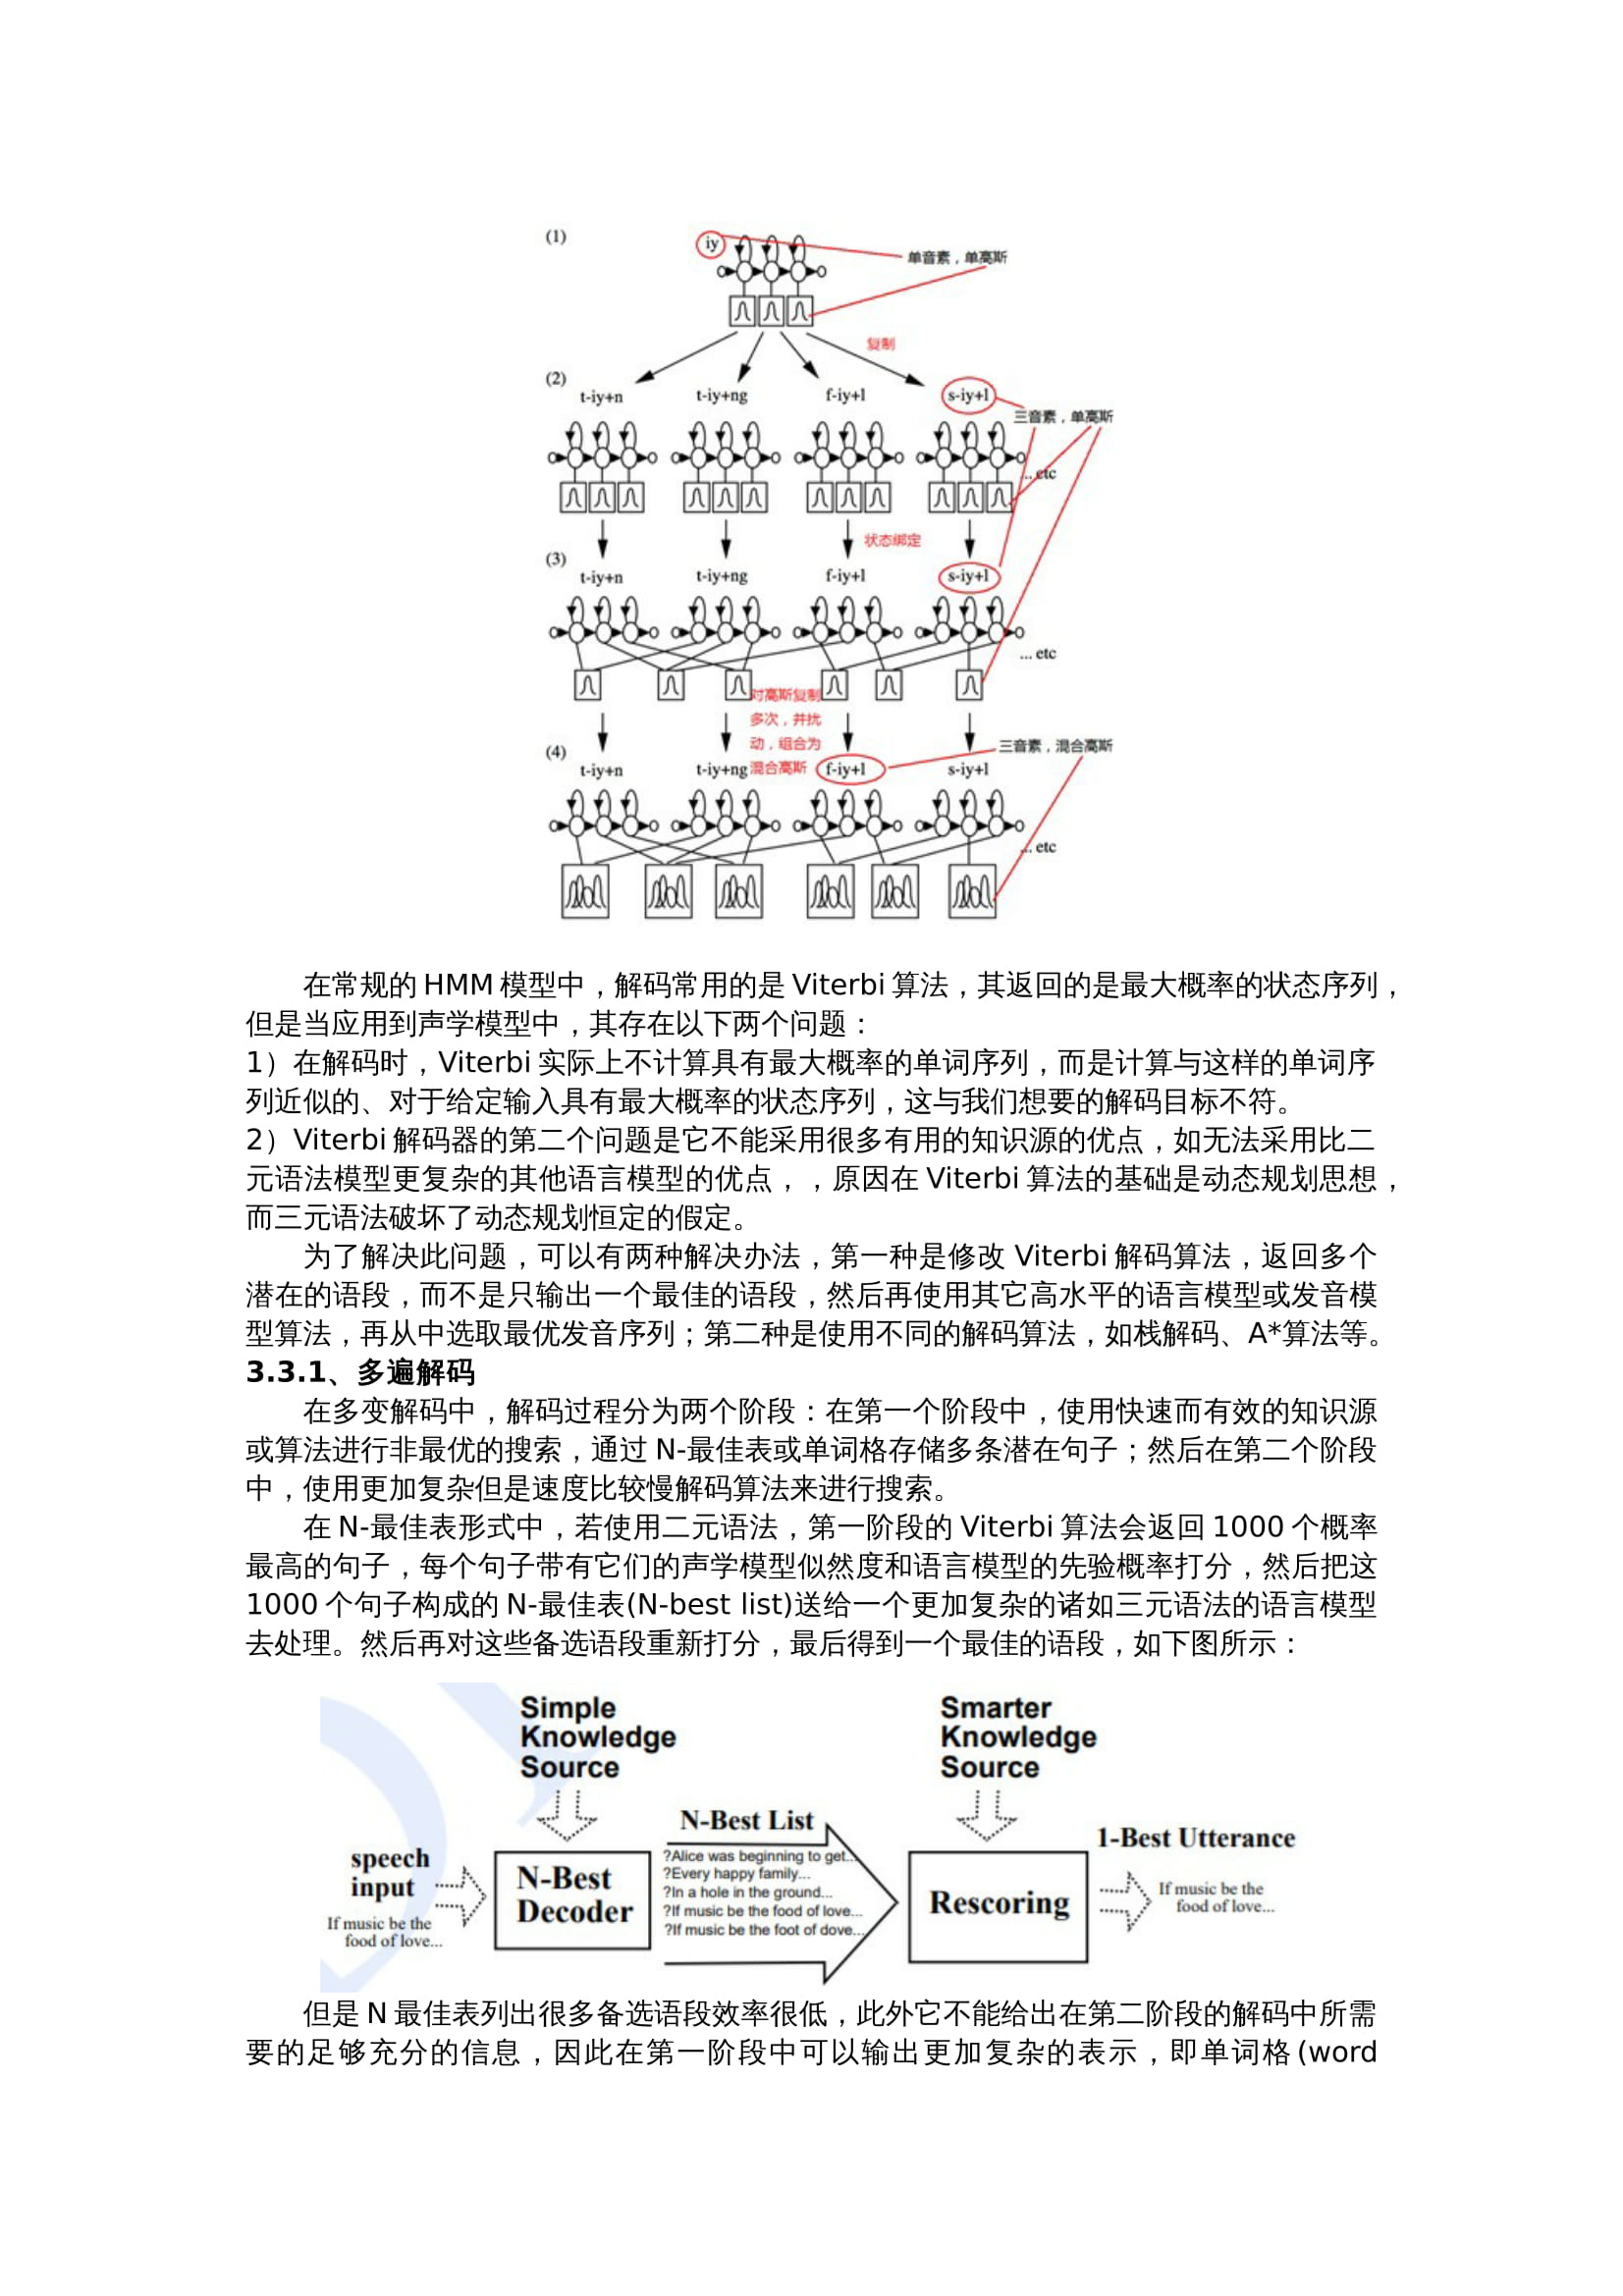 (1)
iy
单音素，单高斯
复制
(2)
t-iy+n
t-iy+ng
f-iy+l
s-iy+l
三音素，单高斯
... etc
状态绑定
(3)
t-iy+n
t-iy+ng
f-iy+l
s-iy+l
... etc
对高斯复制
多次，并扰
动，组合为
混合高斯
三音素，混合高斯
(4)
t-iy+n
t-iy+ng
f-iy+l
s-iy+l
... etc
在常规的 HMM 模型中，解码常用的是 Viterbi 算法，其返回的是最大概率的状态序列，
但是当应用到声学模型中，其存在以下两个问题：
1）在解码时，Viterbi 实际上不计算具有最大概率的单词序列，而是计算与这样的单词序
列近似的、对于给定输入具有最大概率的状态序列，这与我们想要的解码目标不符。
2）Viterbi 解码器的第二个问题是它不能采用很多有用的知识源的优点，如无法采用比二
元语法模型更复杂的其他语言模型的优点，，原因在 Viterbi 算法的基础是动态规划思想，
而三元语法破坏了动态规划恒定的假定。
为了解决此问题，可以有两种解决办法，第一种是修改 Viterbi 解码算法，返回多个
潜在的语段，而不是只输出一个最佳的语段，然后再使用其它高水平的语言模型或发音模
型算法，再从中选取最优发音序列；第二种是使用不同的解码算法，如栈解码、A*算法等。
3.3.1、多遍解码
在多变解码中，解码过程分为两个阶段：在第一个阶段中，使用快速而有效的知识源
或算法进行非最优的搜索，通过 N-最佳表或单词格存储多条潜在句子；然后在第二个阶段
中，使用更加复杂但是速度比较慢解码算法来进行搜索。
在 N-最佳表形式中，若使用二元语法，第一阶段的 Viterbi 算法会返回 1000 个概率
最高的句子，每个句子带有它们的声学模型似然度和语言模型的先验概率打分，然后把这
1000 个句子构成的 N-最佳表(N-best list)送给一个更加复杂的诸如三元语法的语言模型
去处理。然后再对这些备选语段重新打分，最后得到一个最佳的语段，如下图所示：
Simple
Knowledge
Source
Smarter
Knowledge
Source
speech
input
If music be the
food of love...
N-Best
Decoder
N-Best List
?Alice was beginning to get...
?Every happy family...
?In a hole in the ground...
?If music be the food of love...
?If music be the foot of dove...
Rescoring
1-Best Utterance
If music be the
food of love...
但是 N 最佳表列出很多备选语段效率很低，此外它不能给出在第二阶段的解码中所需
要的足够充分的信息，因此在第一阶段中可以输出更加复杂的表示，即单词格 (word